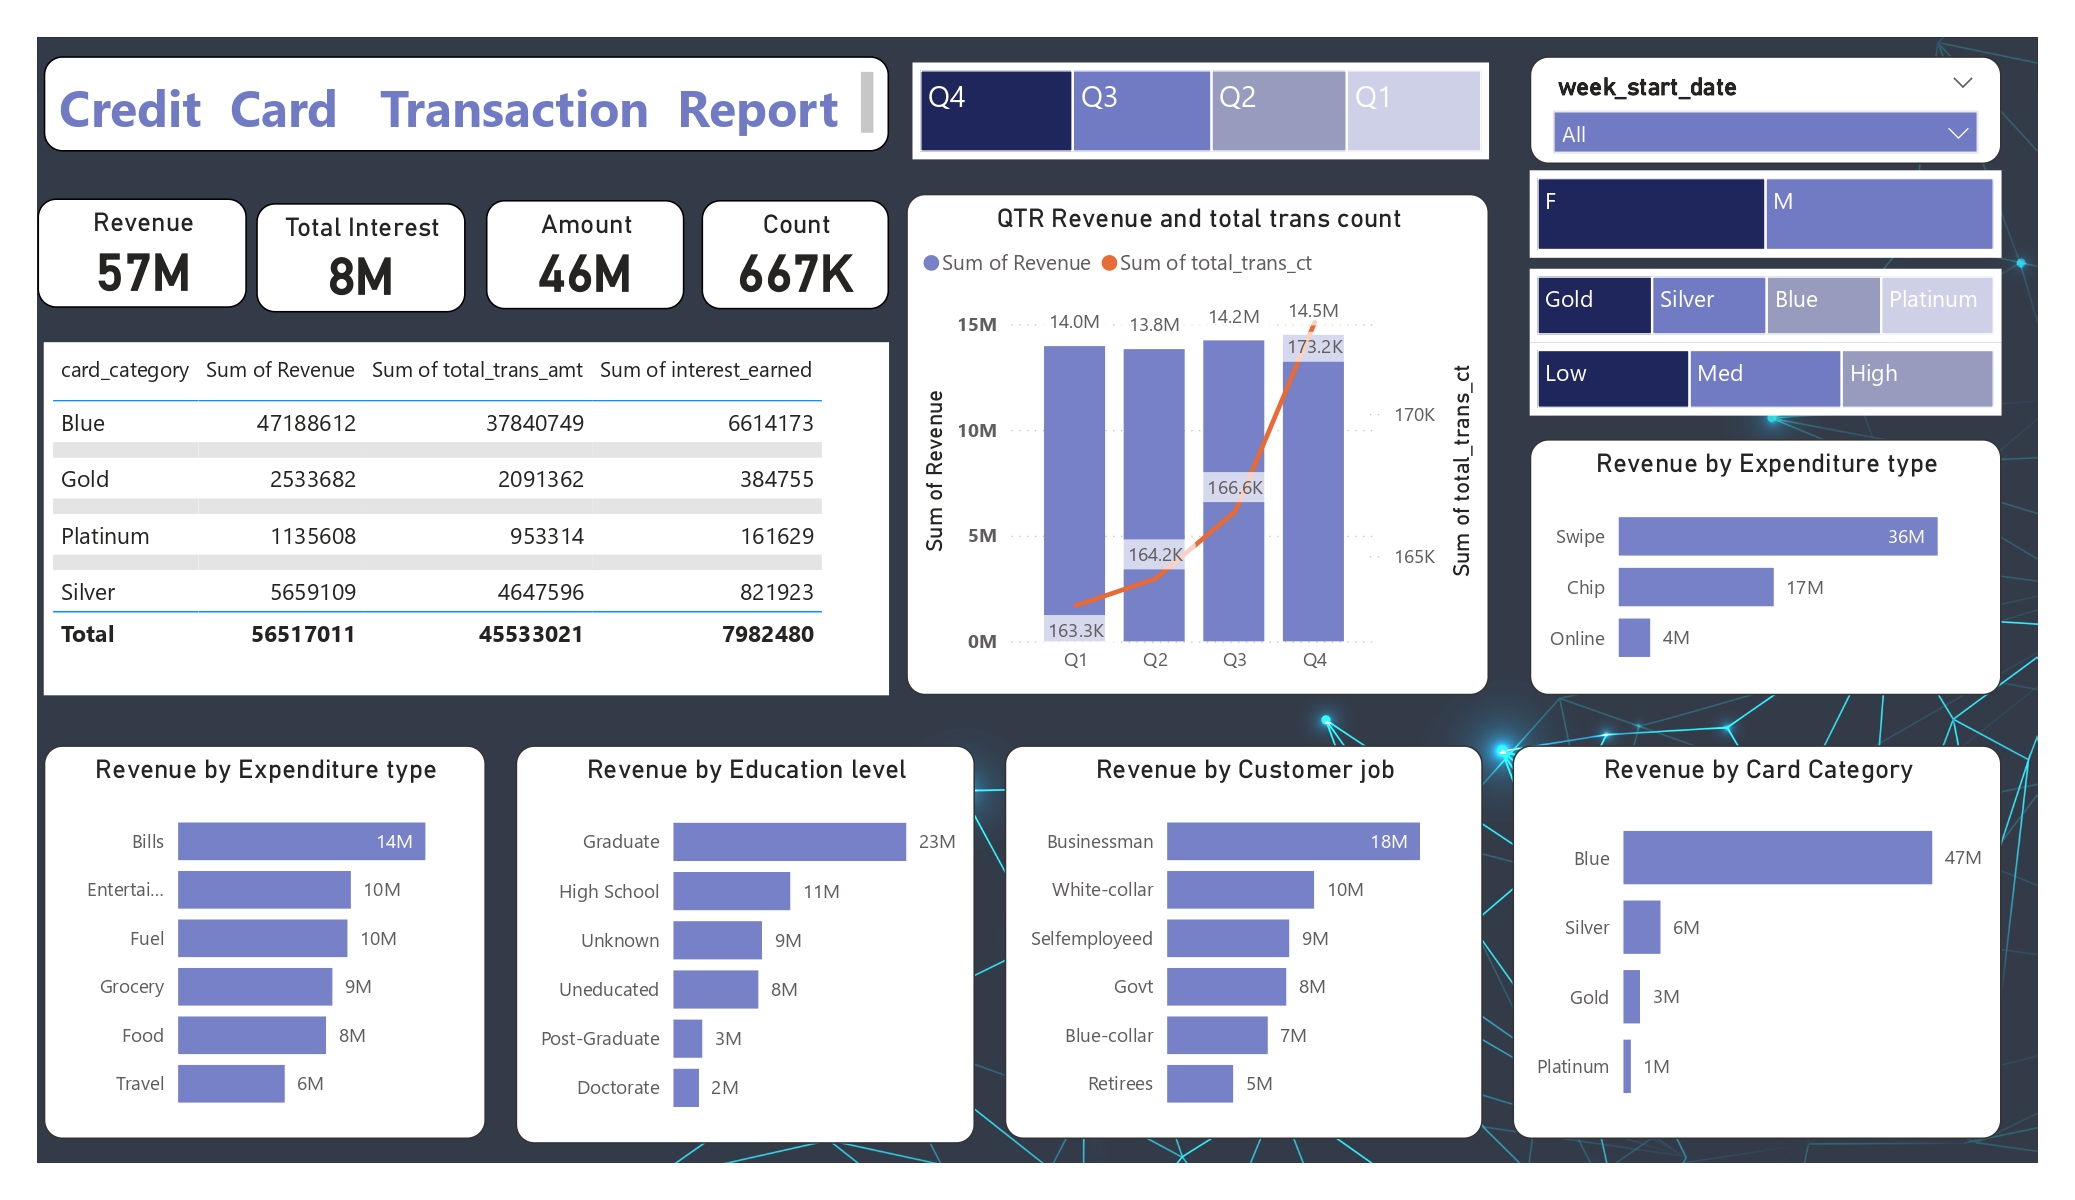 Credit Card Transaction Report
Q4 Q3 Q2 Q1
week_start_date
All
F M
Gold Silver Blue Platinum
Low Med High
Revenue
57M
Total Interest
8M
Amount
46M
Count
667K
card_category Sum of Revenue Sum of total_trans_amt Sum of interest_earned
Blue 47188612 37840749 6614173
Gold 2533682 2091362 384755
Platinum 1135608 953314 161629
Silver 5659109 4647596 821923
Total 56517011 45533021 7982480
QTR Revenue and total trans count
Sum of Revenue Sum of total_trans_ct
14.0M 13.8M 14.2M 14.5M
15M
10M
5M
0M
Sum of Revenue
173.2K
166.6K
164.2K
163.3K
170K
165K
Sum of total_trans_ct
Q1 Q2 Q3 Q4
Revenue by Expenditure type
Swipe 36M
Chip 17M
Online 4M
Revenue by Expenditure type
Bills 14M
Entertai... 10M
Fuel 10M
Grocery 9M
Food 8M
Travel 6M
Revenue by Education level
Graduate 23M
High School 11M
Unknown 9M
Uneducated 8M
Post-Graduate 3M
Doctorate 2M
Revenue by Customer job
Businessman 18M
White-collar 10M
Selfemployeed 9M
Govt 8M
Blue-collar 7M
Retirees 5M
Revenue by Card Category
Blue 47M
Silver 6M
Gold 3M
Platinum 1M